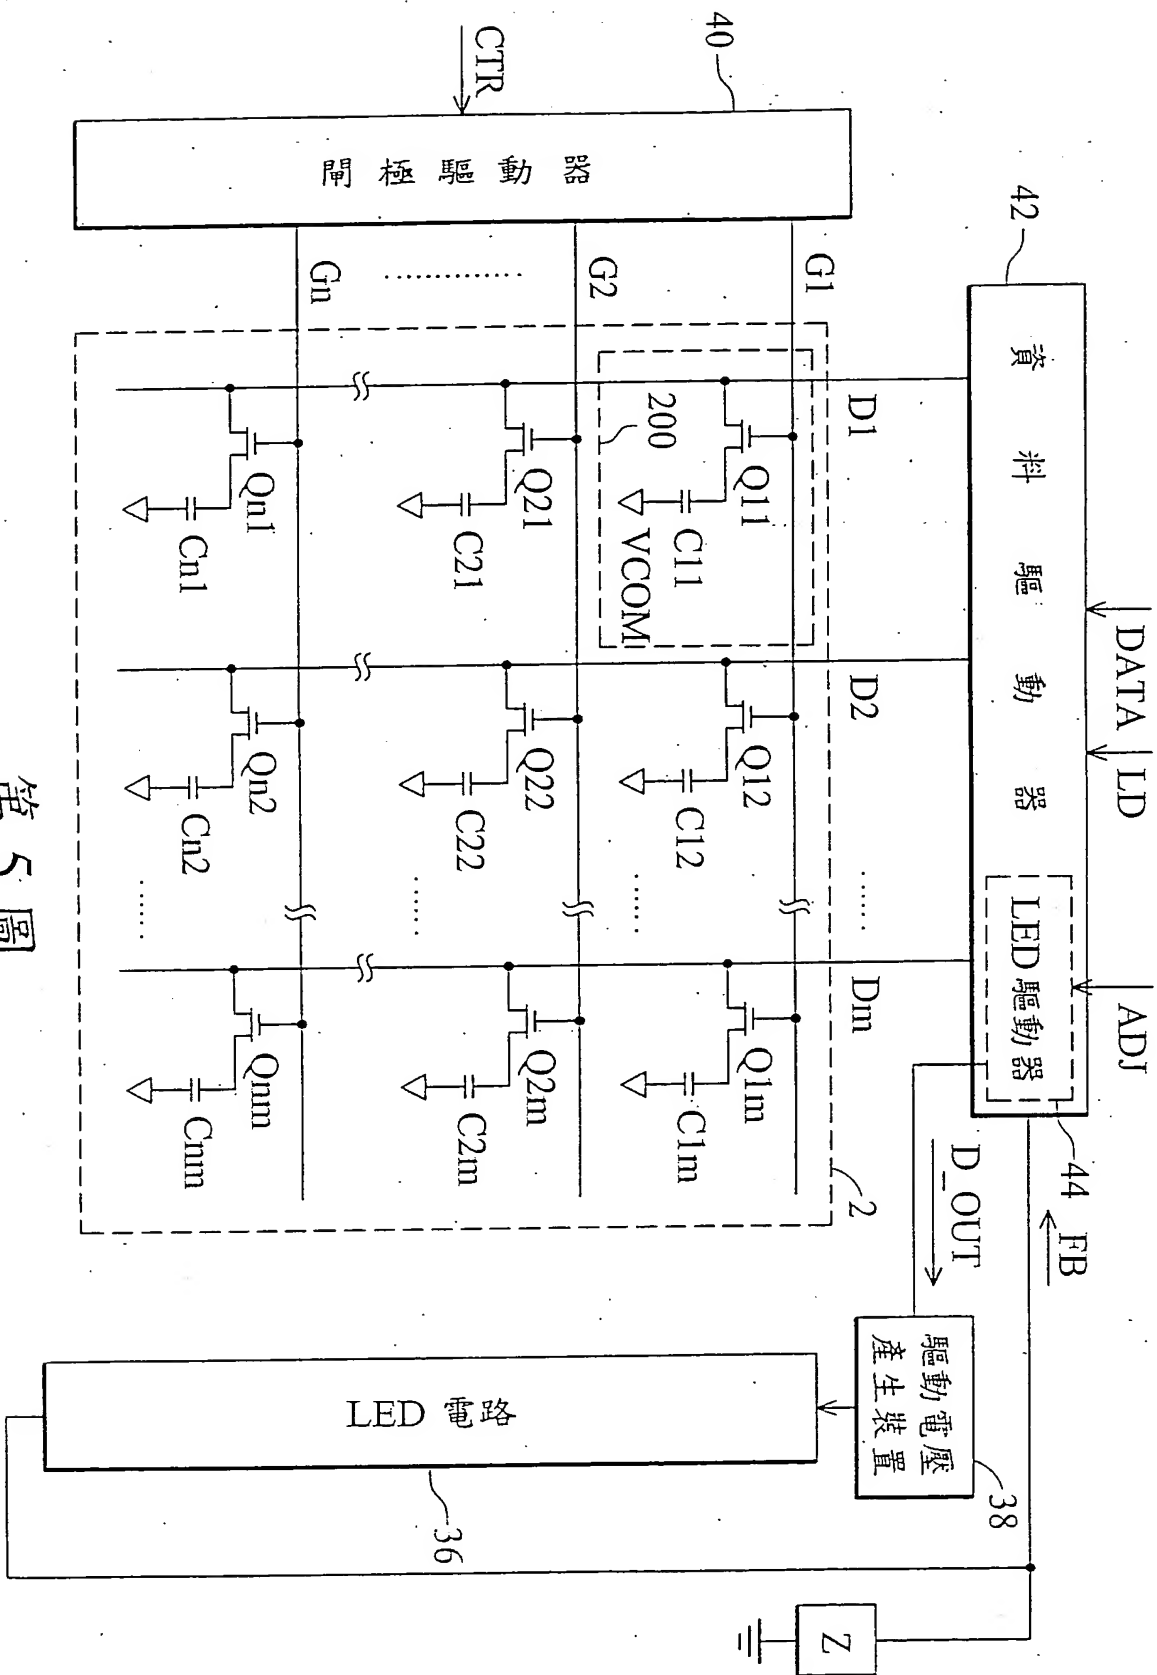 DATA
LD
ADJ
42
資料驅動器
LED驅動器
44
FB
D_OUT
驅動電壓
產生裝置
38
Z
40
CTR
閘極驅動器
G1
G2
Gn
D1
D2
......
Dm
Q11
C11
VCOM
200
Q12
C12
......
Q1m
C1m
Q21
C21
Q22
C22
......
Q2m
C2m
Qn1
Cn1
Qn2
Cn2
......
Qnm
Cnm
2
LED 電路
36
第 5 圖